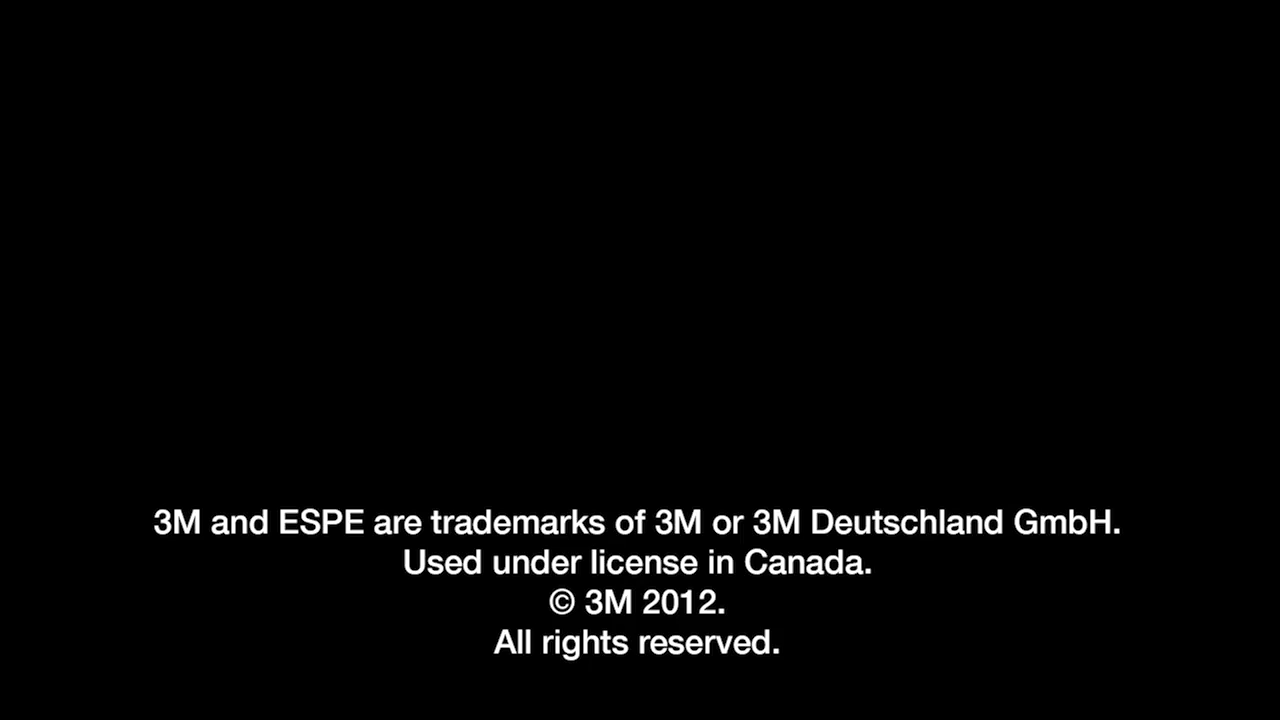 3M and ESPE are trademarks of 3M or 3M Deutschland GmbH.
Used under license in Canada.
© 3M 2012.
All rights reserved.